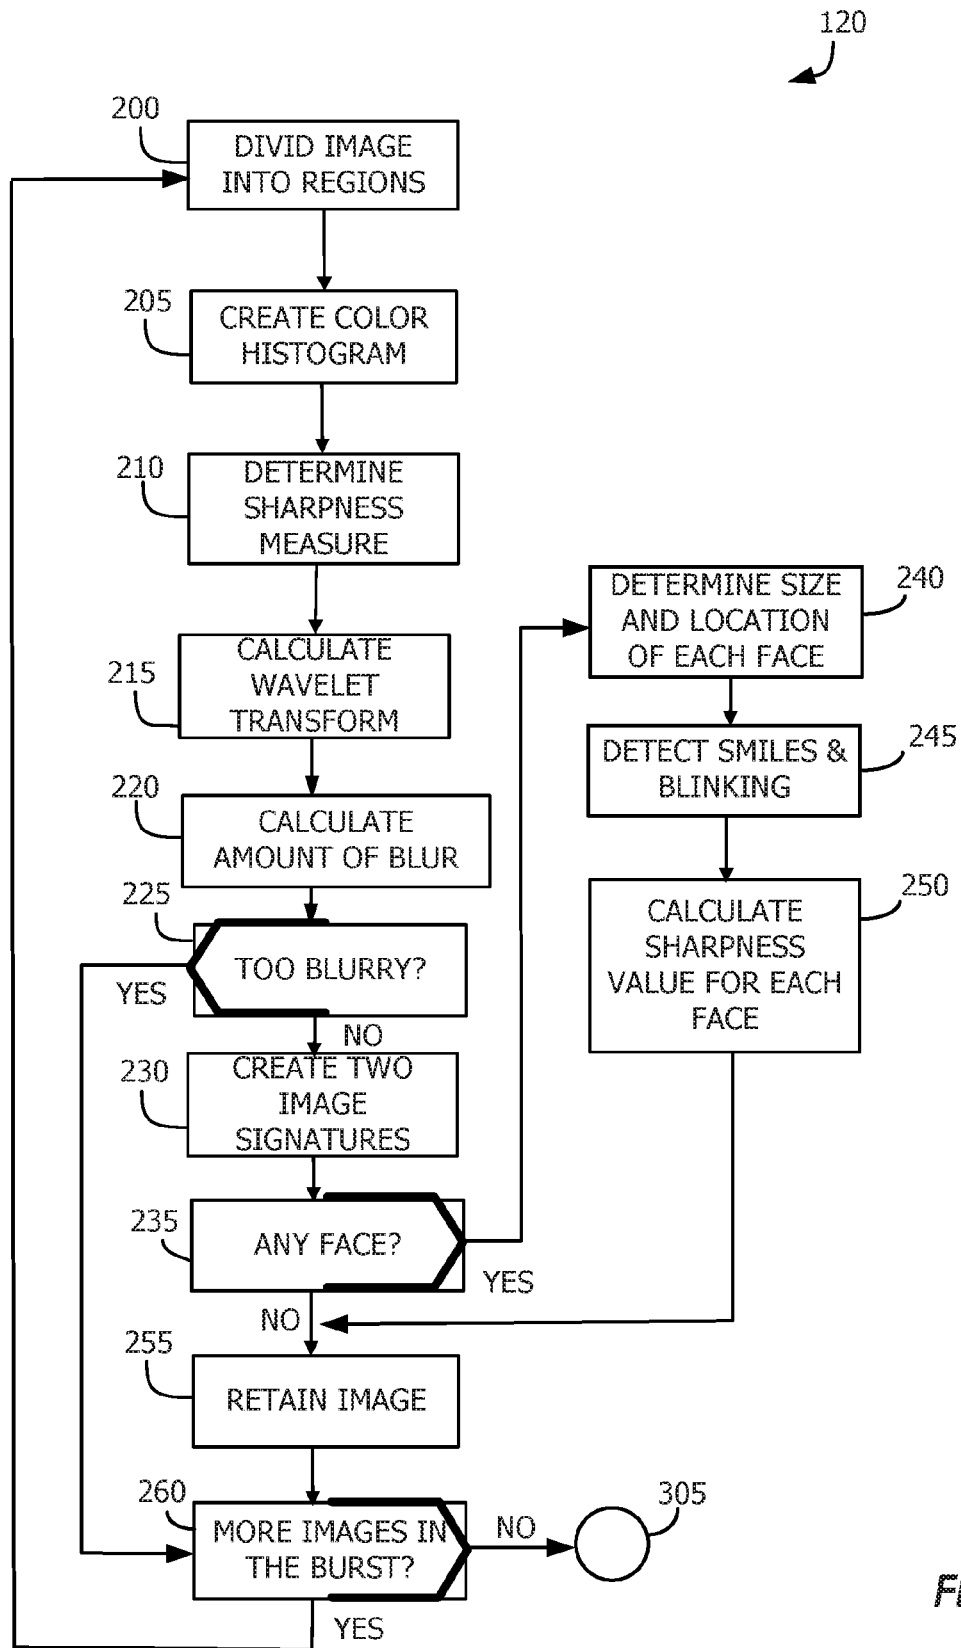 120
200
DIVID IMAGE
INTO REGIONS
205
CREATE COLOR
HISTOGRAM
210
DETERMINE
SHARPNESS
MEASURE
215
CALCULATE
WAVELET
TRANSFORM
220
CALCULATE
AMOUNT OF BLUR
225
TOO BLURRY?
YES
NO
230
CREATE TWO
IMAGE
SIGNATURES
235
ANY FACE?
YES
NO
240
DETERMINE SIZE
AND LOCATION
OF EACH FACE
245
DETECT SMILES &
BLINKING
250
CALCULATE
SHARPNESS
VALUE FOR EACH
FACE
255
RETAIN IMAGE
260
MORE IMAGES IN
THE BURST?
NO
305
YES